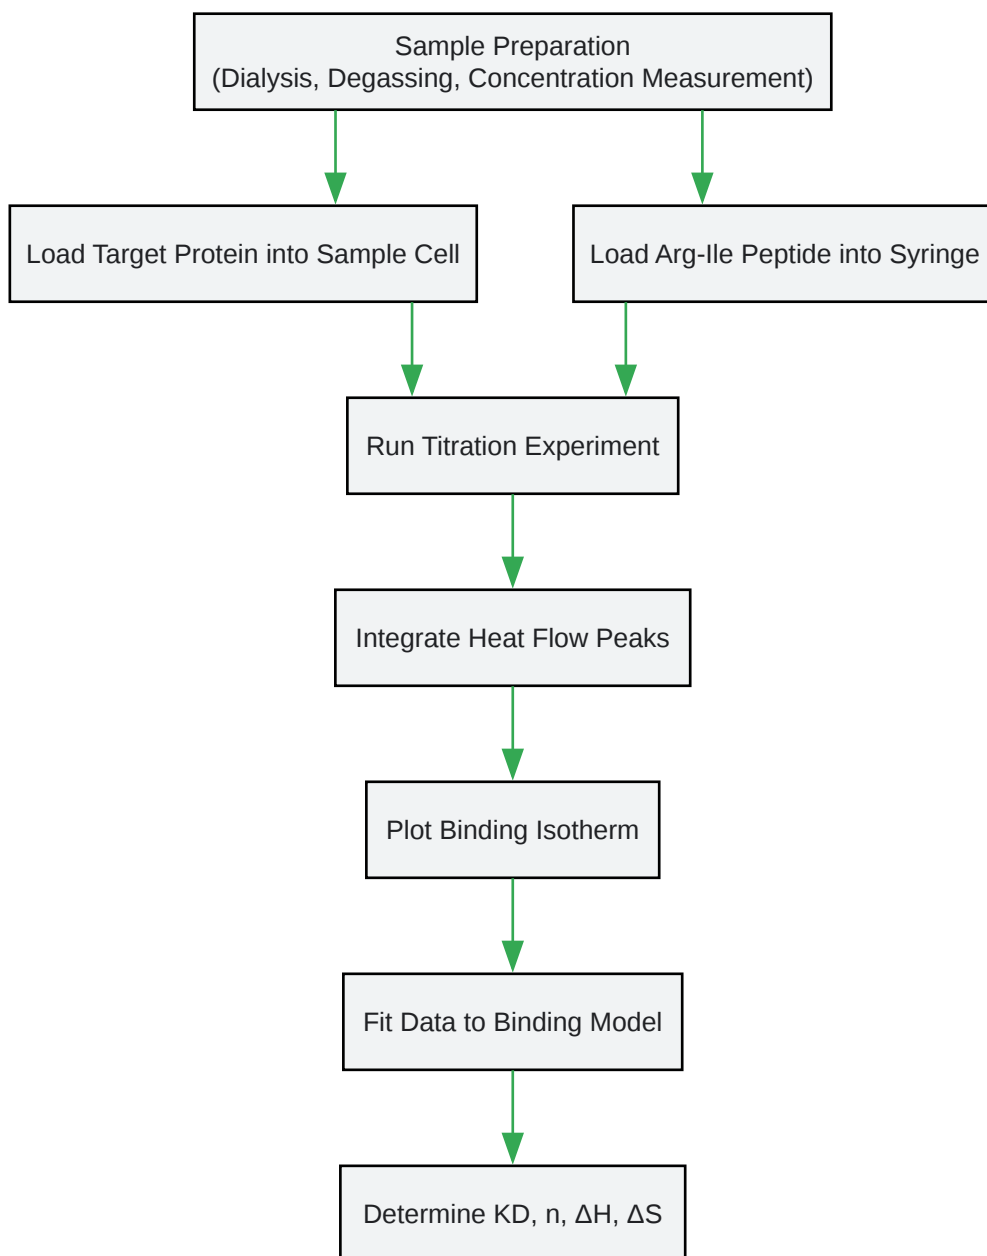 Sample Preparation
(Dialysis, Degassing, Concentration Measurement)
Load Target Protein into Sample Cell
Load Arg-Ile Peptide into Syringe
Run Titration Experiment
Integrate Heat Flow Peaks
Plot Binding Isotherm
Fit Data to Binding Model
Determine KD, n, ΔH, ΔS